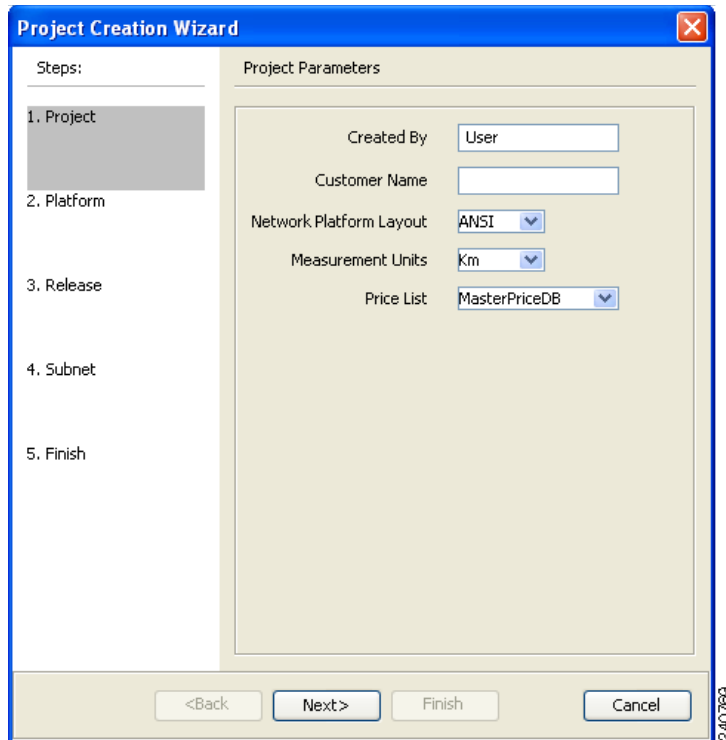 Project Creation Wizard
Steps:
Project Parameters
1. Project
2. Platform
3. Release
4. Subnet
5. Finish
Created By User
Customer Name
Network Platform Layout ANSI
Measurement Units Km
Price List MasterPriceDB
<Back Next> Finish Cancel
240769